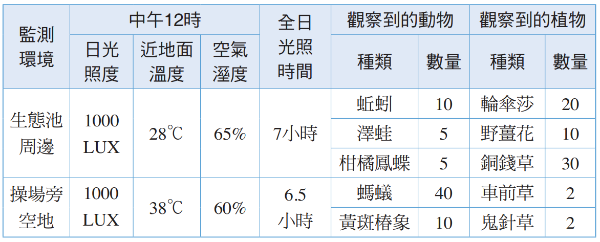 監測環境 中午12時 全日光照時間 觀察到的動物 觀察到的植物
日光照度 近地面溫度 空氣溼度 種類 數量 種類 數量
生態池周邊 1000 LUX 28℃ 65% 7小時 蚯蚓 10 輪傘莎 20
澤蛙 5 野薑花 10
柑橘鳳蝶 5 銅錢草 30
操場旁空地 1000 LUX 38℃ 60% 6.5小時 螞蟻 40 車前草 2
黃斑椿象 10 鬼針草 2